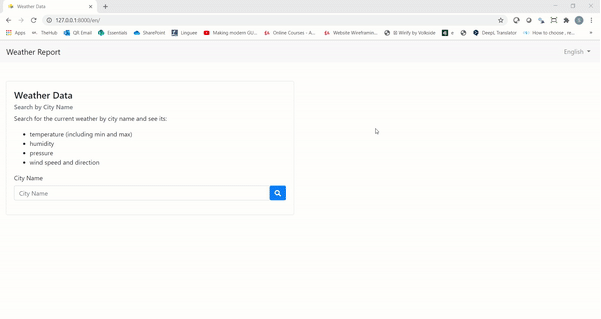 Weather Data
127.0.0.1:8000/en/
Apps TheHub QR Email Essentials SharePoint Linguee Making modern GU... Online Courses - A... Website Wireframin... Wirify by Volkside e DeepL Translator How to choose . re...
Weather Report English
Weather Data
Search by City Name
Search for the current weather by city name and see its:
temperature (including min and max)
humidity
pressure
wind speed and direction
City Name
City Name